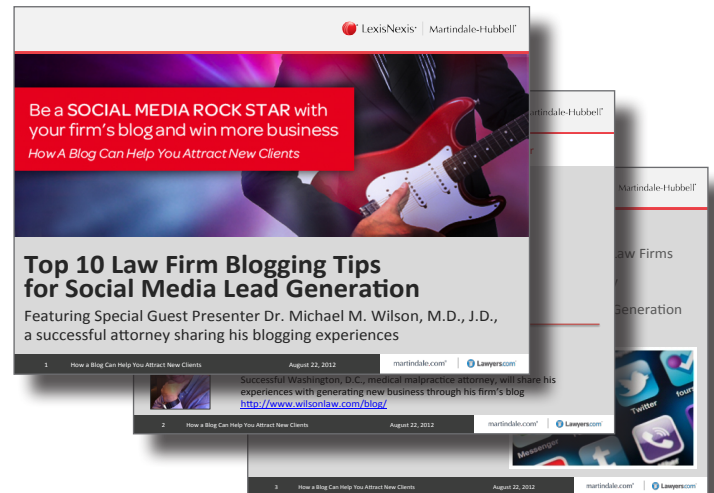 LexisNexis® Martindale-Hubbell®
Be a SOCIAL MEDIA ROCK STAR with
your firm's blog and win more business
How A Blog Can Help You Attract New Clients
Top 10 Law Firm Blogging Tips
for Social Media Lead Generation
Featuring Special Guest Presenter Dr. Michael M. Wilson, M.D., J.D.,
a successful attorney sharing his blogging experiences
1 How a Blog Can Help You Attract New Clients August 22, 2012 martindale.com® Lawyers.com
artindale-Hubbell®
Successful Washington, D.C., medical malpractice attorney, will share his
experiences with generating new business through his firm's blog
http://www.wilsonlaw.com/blog/
2 How a Blog Can Help You Attract New Clients August 22, 2012 martindale.com® Lawyers.com
Martindale-Hubbell®
aw Firms
Generation
Twitter
four
Messenger
3 How a Blog Can Help You Attract New Clients August 22, 2012 martindale.com® Lawyers.com